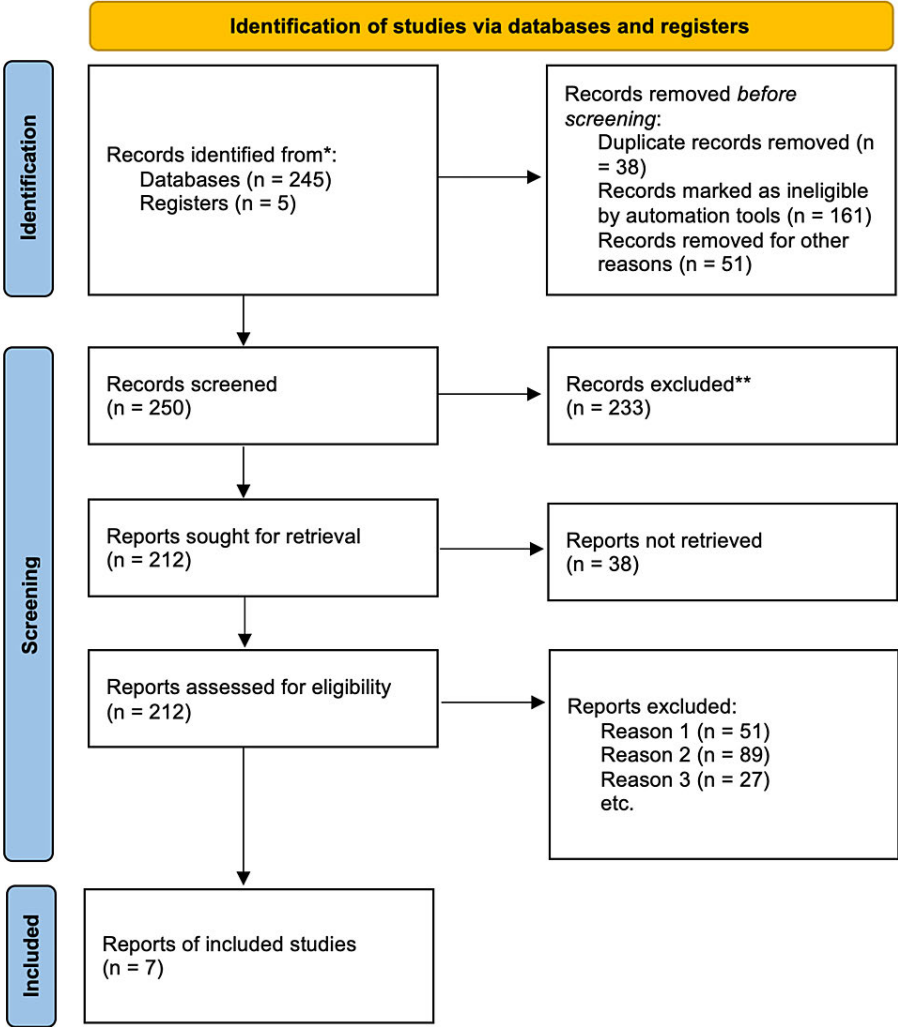 Identification of studies via databases and registers
Identification
Records identified from*:
Databases (n = 245)
Registers (n = 5)
Records removed before
screening:
Duplicate records removed (n
= 38)
Records marked as ineligible
by automation tools (n = 161)
Records removed for other
reasons (n = 51)
Screening
Records screened
(n = 250)
Records excluded**
(n = 233)
Reports sought for retrieval
(n = 212)
Reports not retrieved
(n = 38)
Reports assessed for eligibility
(n = 212)
Reports excluded:
Reason 1 (n = 51)
Reason 2 (n = 89)
Reason 3 (n = 27)
etc.
Included
Reports of included studies
(n = 7)